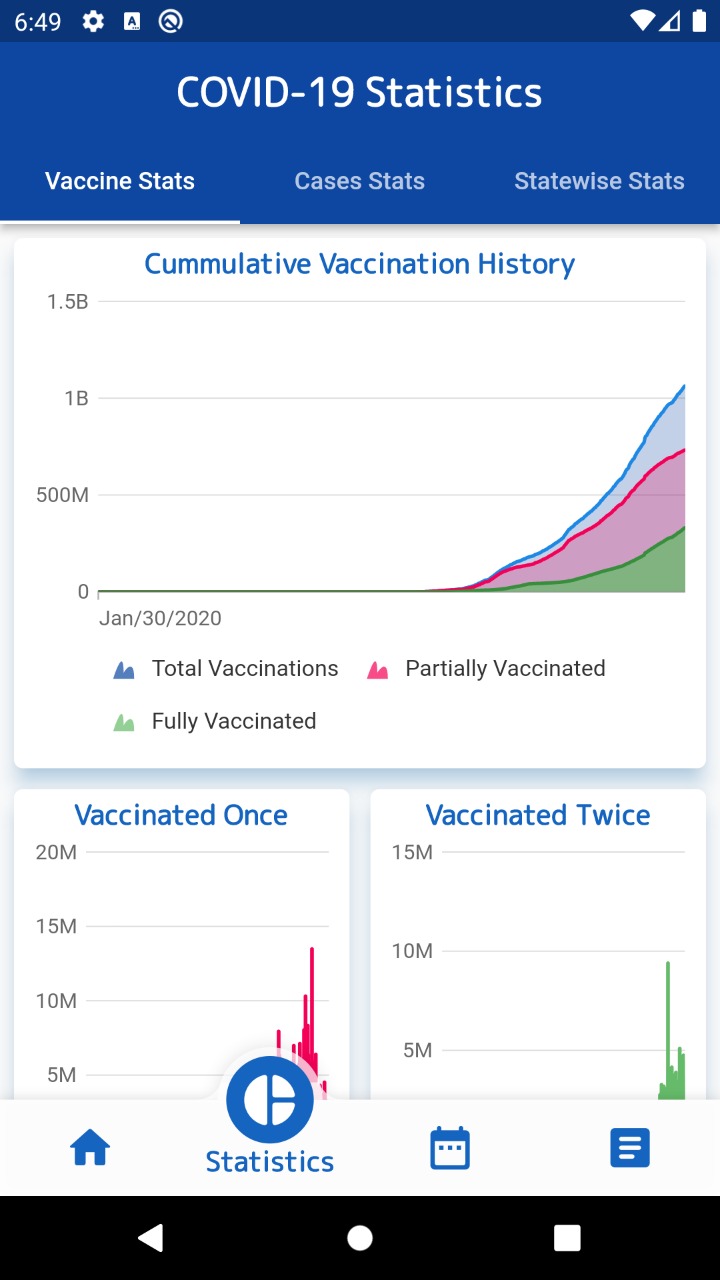 6:49
COVID-19 Statistics
Vaccine Stats Cases Stats Statewise Stats
Cummulative Vaccination History
1.5B
1B
500M
0
Jan/30/2020
Total Vaccinations Partially Vaccinated
Fully Vaccinated
Vaccinated Once
20M
15M
10M
5M
Vaccinated Twice
15M
10M
5M
Statistics